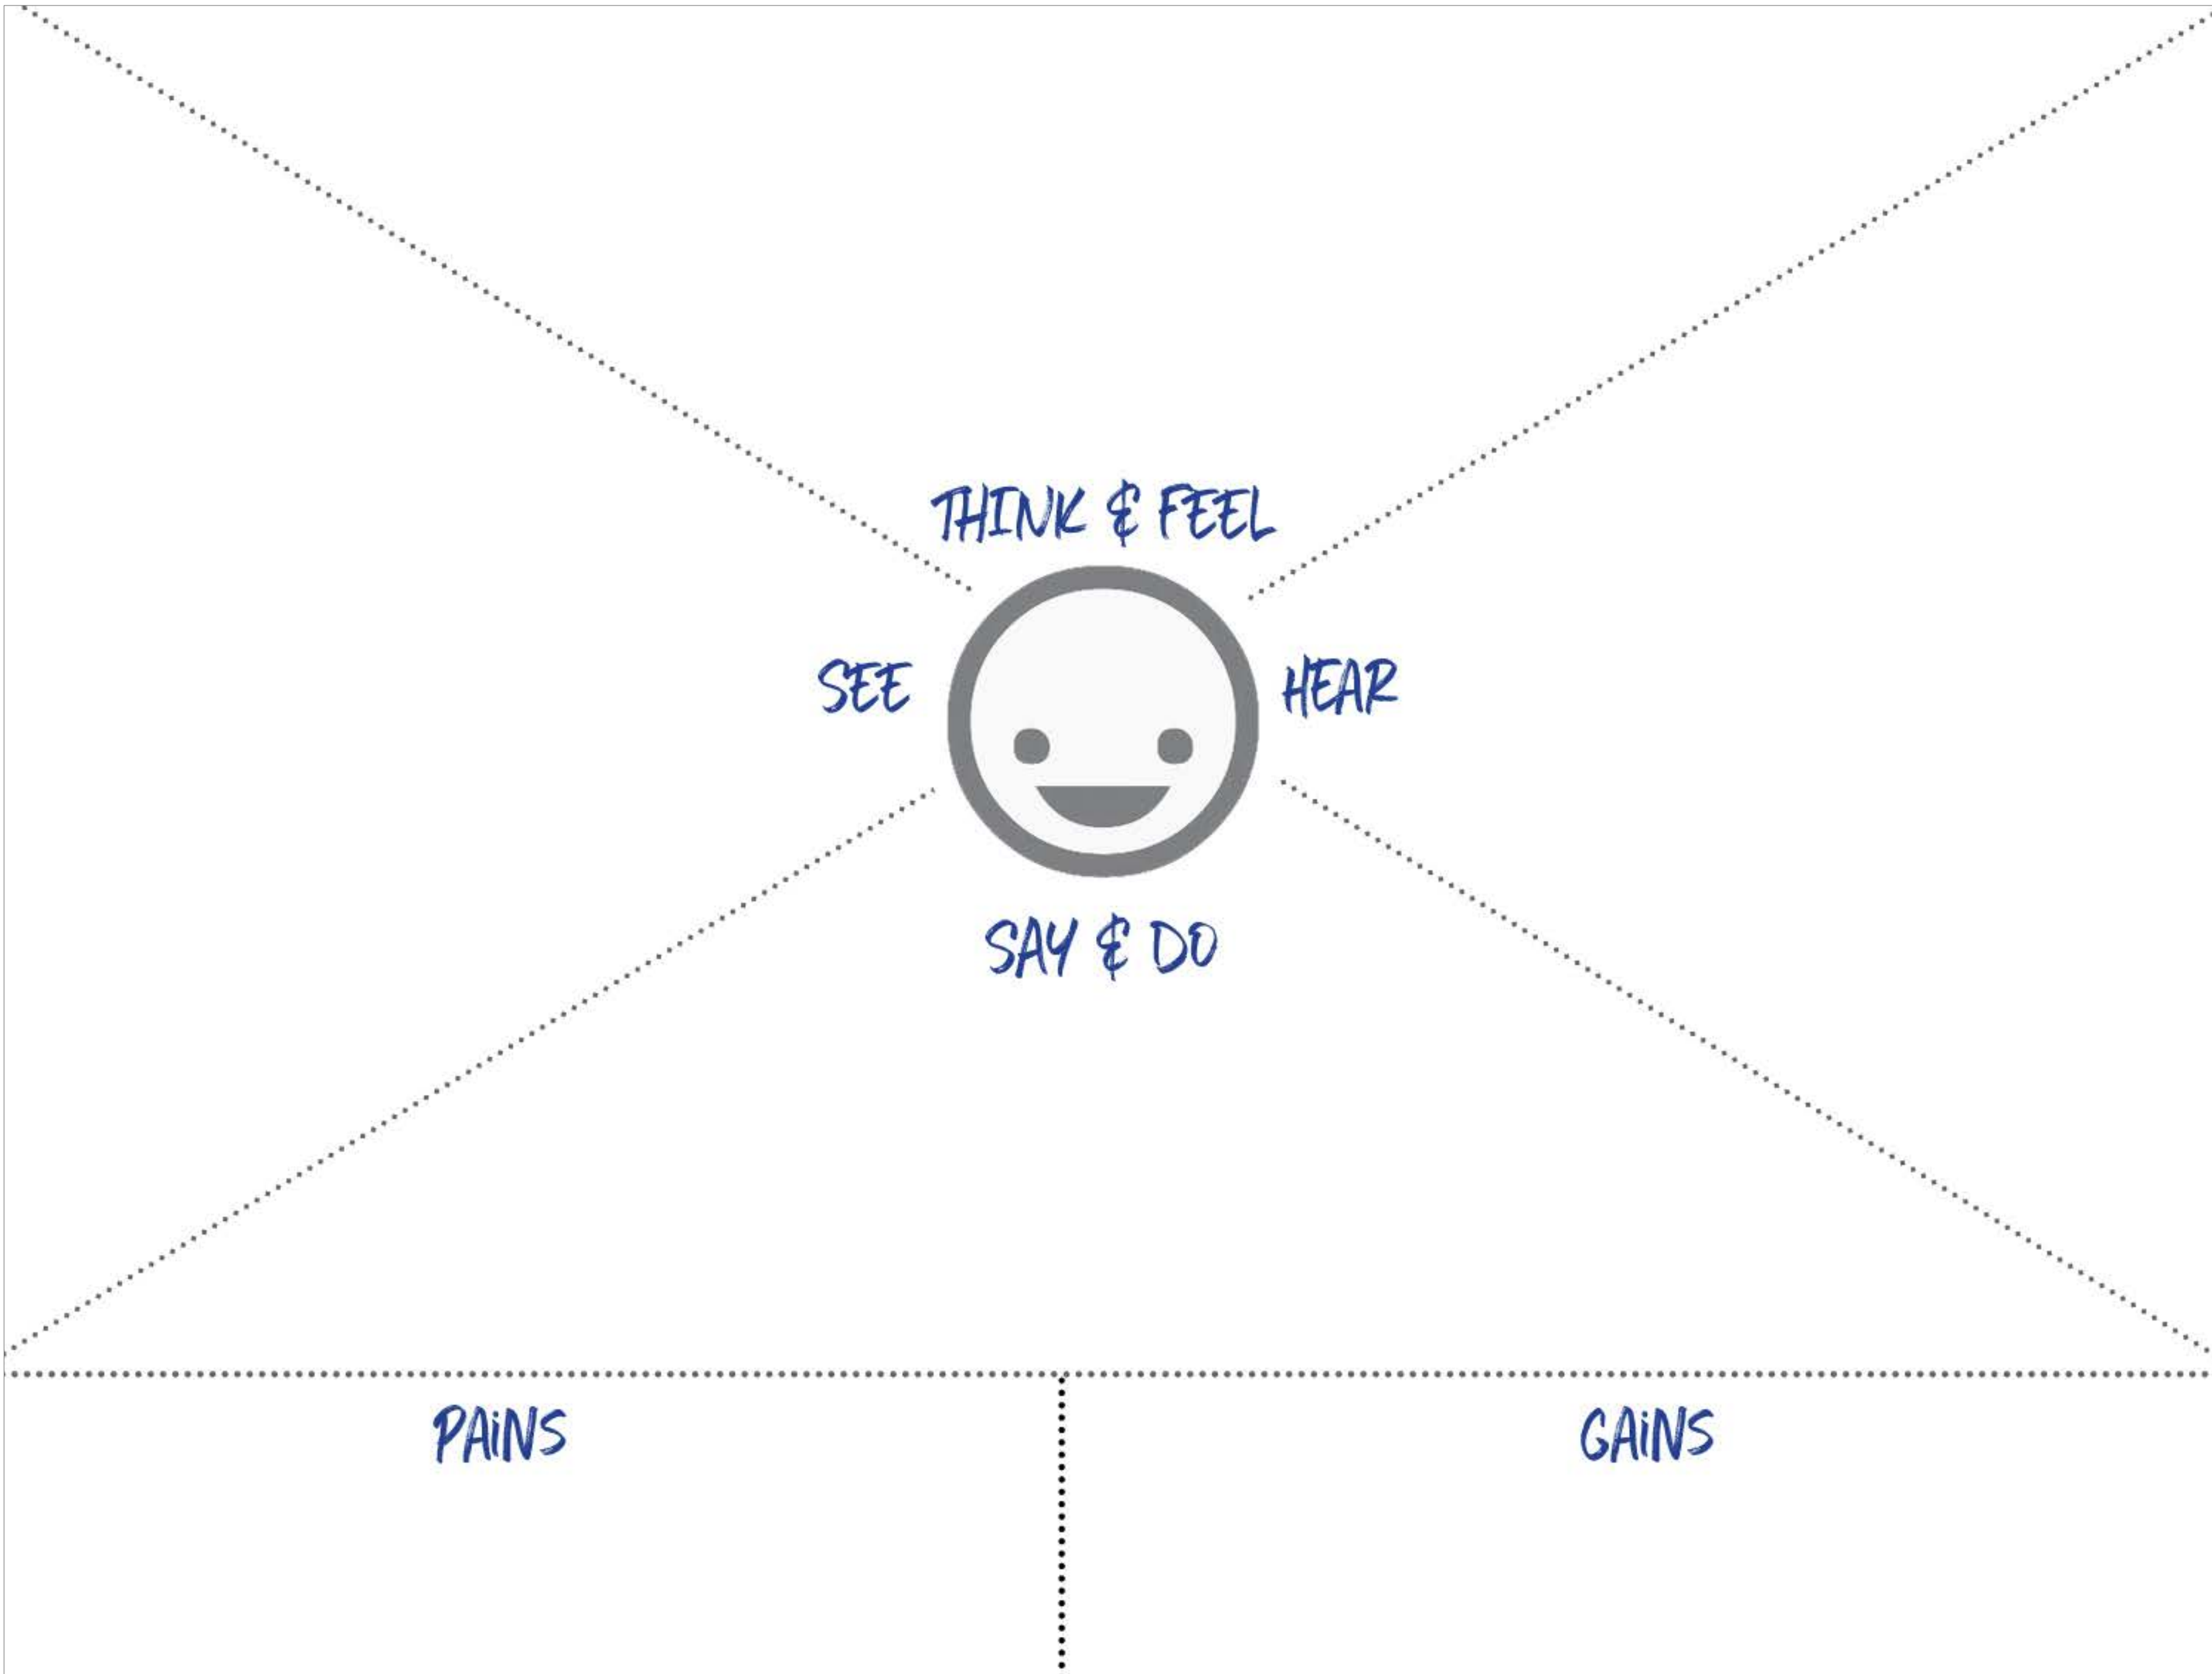 THINK & FEEL
SEE
HEAR
SAY & DO
PAiNS
GAiNS